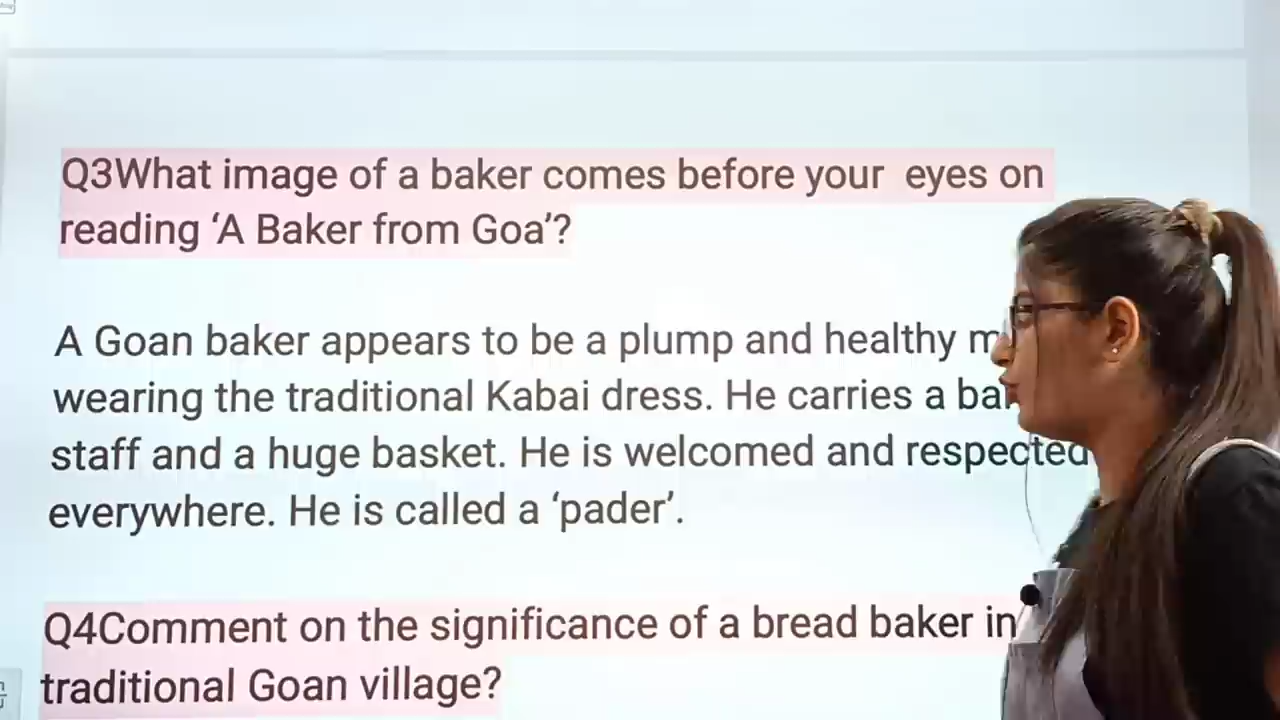 Q3What image of a baker comes before your eyes on
reading ‘A Baker from Goa’?
A Goan baker appears to be a plump and healthy
wearing the traditional Kabai dress. He carries a
staff and a huge basket. He is welcomed and respected
everywhere. He is called a ‘pader’.
Q4Comment on the significance of a bread baker in
traditional Goan village?